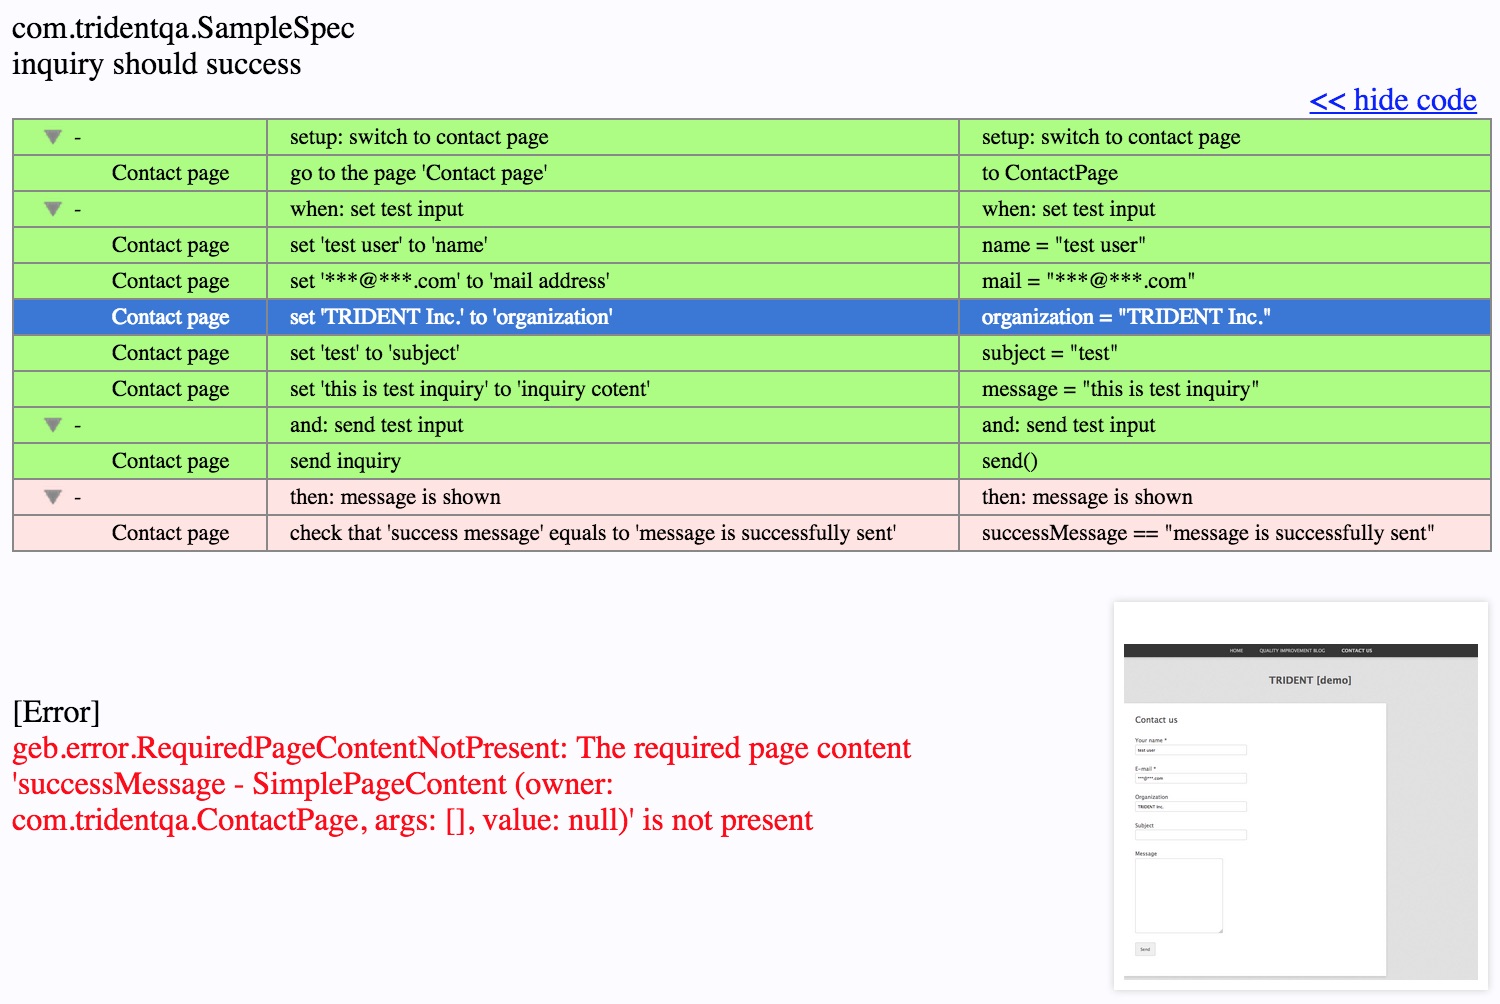 com.tridentqa.SampleSpec
inquiry should success
<< hide code
- setup: switch to contact page setup: switch to contact page
Contact page go to the page 'Contact page' to ContactPage
- when: set test input when: set test input
Contact page set 'test user' to 'name' name = "test user"
Contact page set '***@***.com' to 'mail address' mail = "***@***.com"
Contact page set 'TRIDENT Inc.' to 'organization' organization = "TRIDENT Inc."
Contact page set 'test' to 'subject' subject = "test"
Contact page set 'this is test inquiry' to 'inquiry cotent' message = "this is test inquiry"
- and: send test input and: send test input
Contact page send inquiry send()
- then: message is shown then: message is shown
Contact page check that 'success message' equals to 'message is successfully sent' successMessage == "message is successfully sent"
[Error]
geb.error.RequiredPageContentNotPresent: The required page content
'successMessage - SimplePageContent (owner:
com.tridentqa.ContactPage, args: [], value: null)' is not present
HOME QUALITY IMPROVEMENT BLOG CONTACT US
TRIDENT [demo]
Contact us
Your name *
test user
E-mail *
***@***.com
Organization
TRIDENT Inc.
Subject
Message
Send